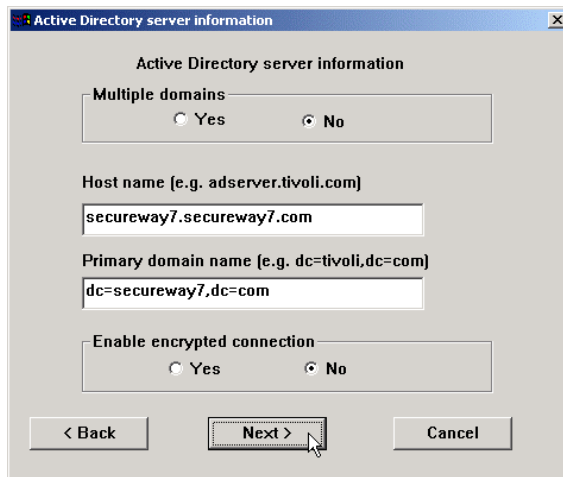 Active Directory server information
Active Directory server information
Multiple domains
Yes No
Host name (e.g. adserver.tivoli.com)
secureway7.secureway7.com
Primary domain name (e.g. dc=tivoli,dc=com)
dc=secureway7,dc=com
Enable encrypted connection
Yes No
< Back Next > Cancel